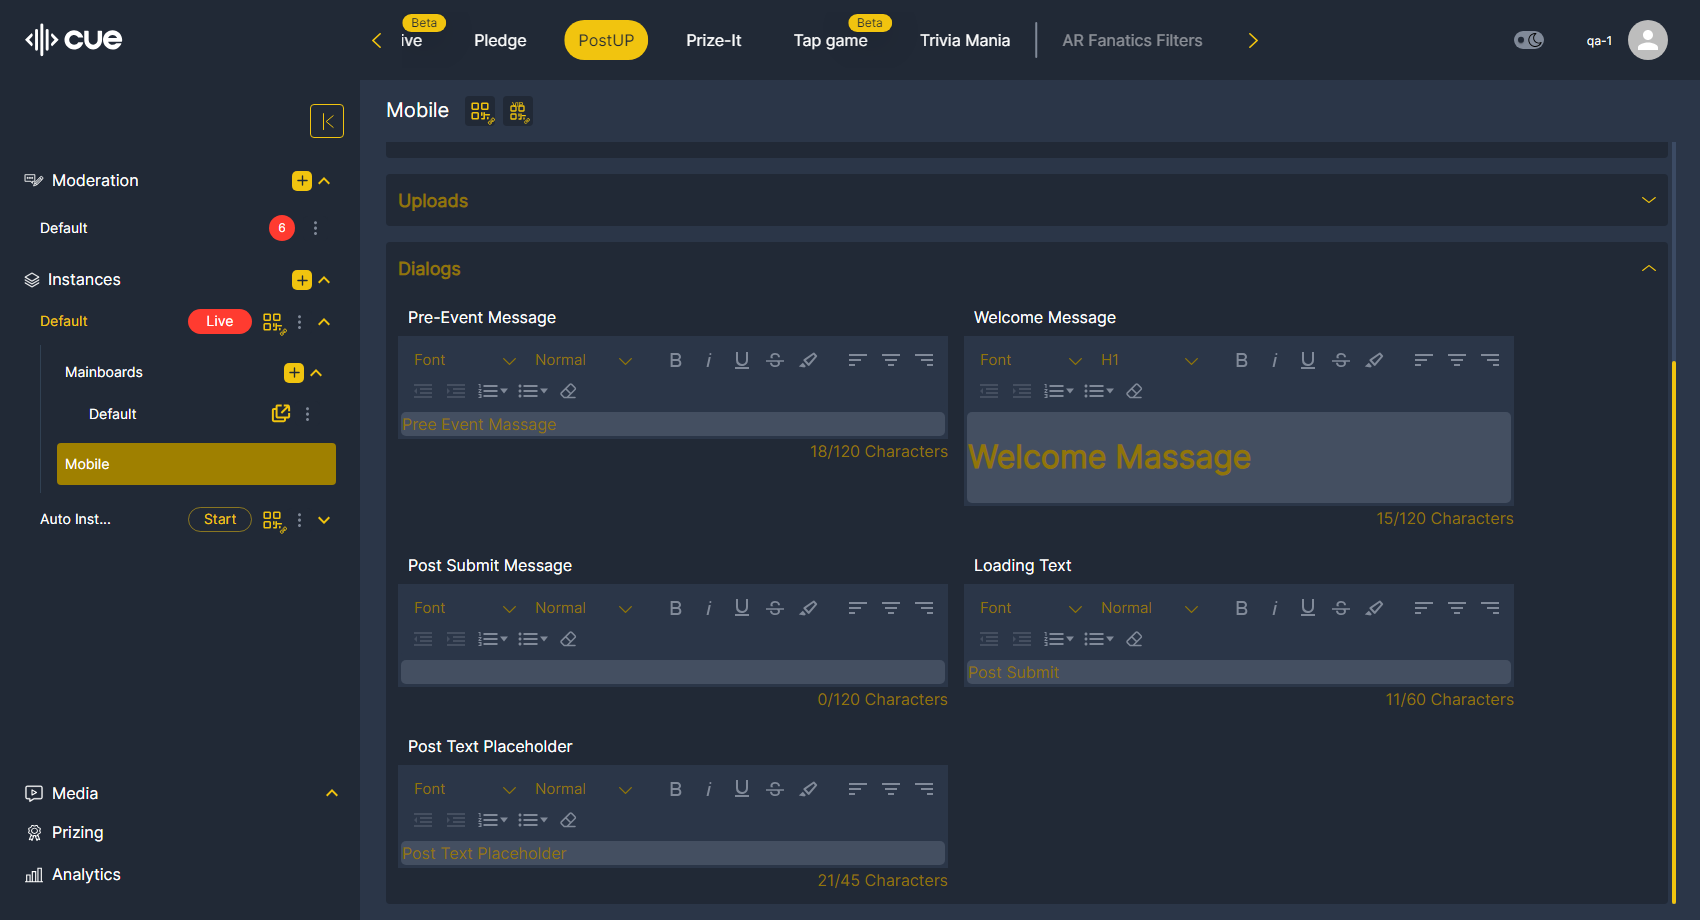 cue
Beta
ive
Pledge
PostUP
Prize-It
Beta
Tap game
Trivia Mania
AR Fanatics Filters
qa-1
Moderation
Default
6
Instances
Default
Live
Mainboards
Default
Mobile
Auto Inst...
Start
Media
Prizing
Analytics
Mobile
Uploads
Dialogs
Pre-Event Message
Font
Normal
B i U S
Pree Event Massage
18/120 Characters
Welcome Message
Font
H1
B i U S
Welcome Massage
15/120 Characters
Post Submit Message
Font
Normal
B i U S
0/120 Characters
Loading Text
Font
Normal
B i U S
Post Submit
11/60 Characters
Post Text Placeholder
Font
Normal
B i U S
Post Text Placeholder
21/45 Characters